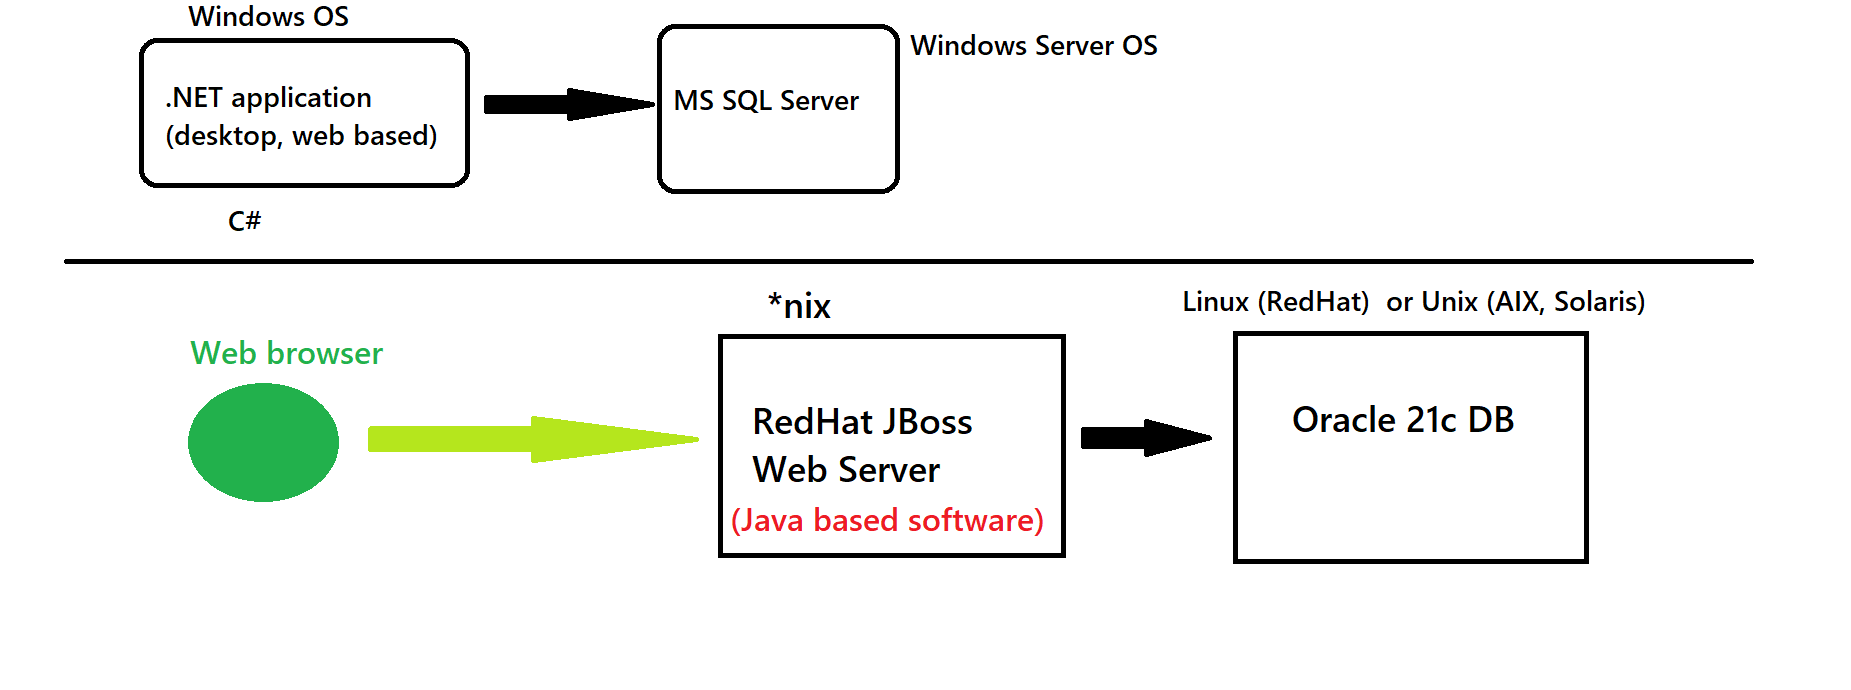 Windows OS
.NET application
(desktop, web based)
C#
MS SQL Server
Windows Server OS
Web browser
*nix
RedHat JBoss
Web Server
(Java based software)
Linux (RedHat)  or Unix (AIX, Solaris)
Oracle 21c DB